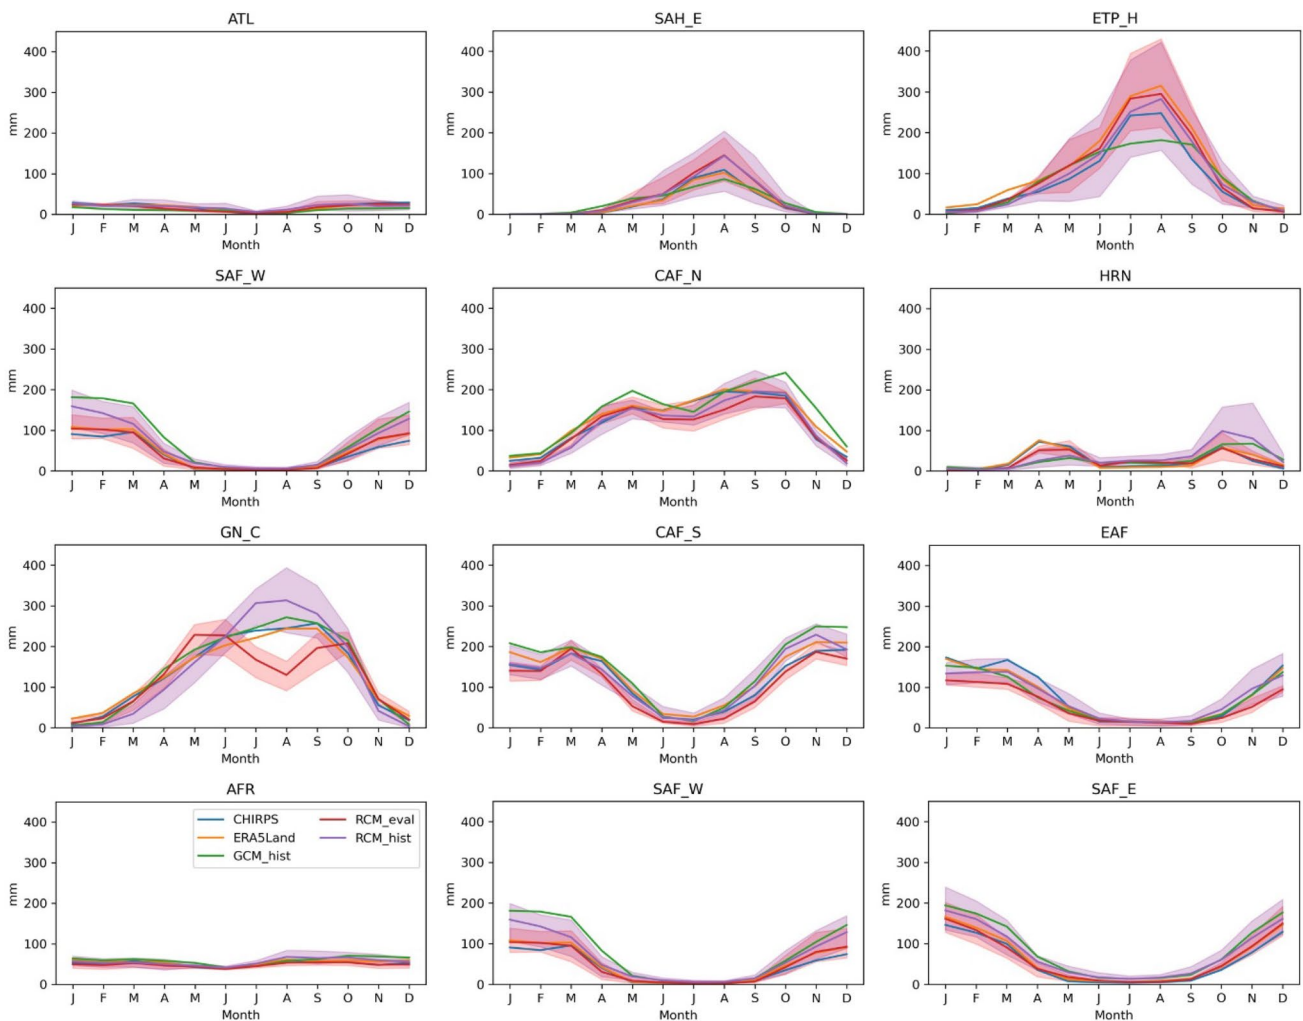 ATL
400
300
200
100
0
mm
J F M A M J J A S O N D
Month
SAH_E
400
300
200
100
0
mm
J F M A M J J A S O N D
Month
ETP_H
400
300
200
100
0
mm
J F M A M J J A S O N D
Month
SAF_W
400
300
200
100
0
mm
J F M A M J J A S O N D
Month
CAF_N
400
300
200
100
0
mm
J F M A M J J A S O N D
Month
HRN
400
300
200
100
0
mm
J F M A M J J A S O N D
Month
GN_C
400
300
200
100
0
mm
J F M A M J J A S O N D
Month
CAF_S
400
300
200
100
0
mm
J F M A M J J A S O N D
Month
EAF
400
300
200
100
0
mm
J F M A M J J A S O N D
Month
AFR
CHIRPS
ERA5Land
GCM_hist
RCM_eval
RCM_hist
400
300
200
100
0
mm
J F M A M J J A S O N D
Month
SAF_W
400
300
200
100
0
mm
J F M A M J J A S O N D
Month
SAF_E
400
300
200
100
0
mm
J F M A M J J A S O N D
Month